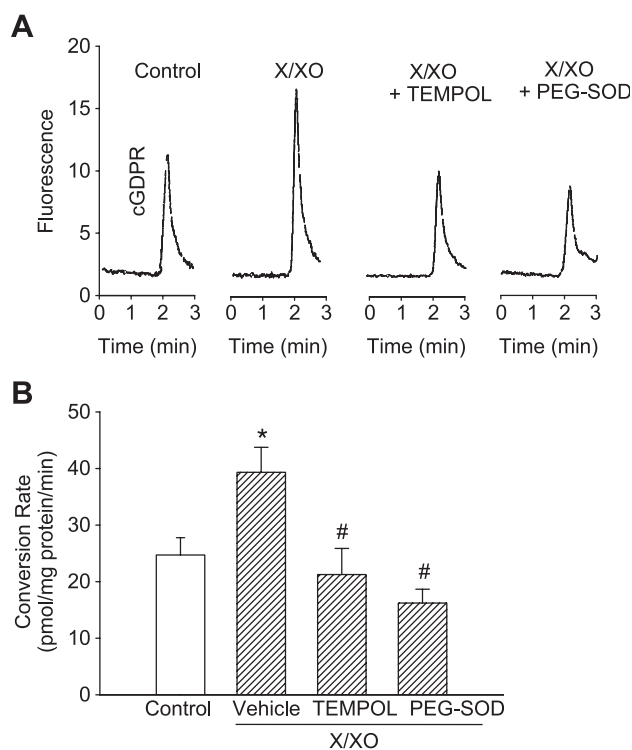 A
Control
X/XO
X/XO
+ TEMPOL
X/XO
+ PEG-SOD
Fluorescence
20
15
10
5
0
cGDPR
0 1 2 3
0 1 2 3
0 1 2 3
0 1 2 3
Time (min)
Time (min)
Time (min)
Time (min)
B
Conversion Rate
(pmol/mg protein/min)
50
40
30
20
10
0
*
#
#
Control
Vehicle
TEMPOL
PEG-SOD
X/XO